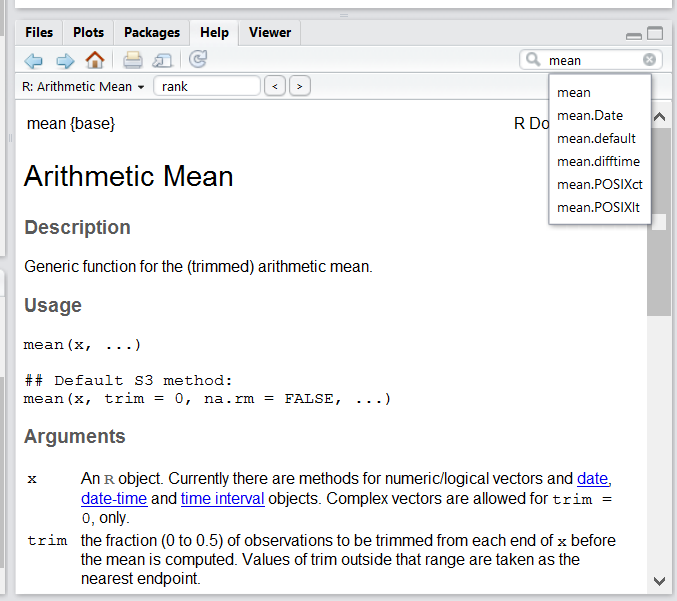 Files Plots Packages Help Viewer
mean
R: Arithmetic Mean rank < >
mean
mean.Date
mean.default
mean.difftime
mean.POSIXct
mean.POSIXlt
mean {base} R Do
Arithmetic Mean
Description
Generic function for the (trimmed) arithmetic mean.
Usage
mean(x, ...)
## Default S3 method:
mean(x, trim = 0, na.rm = FALSE, ...)
Arguments
x An R object. Currently there are methods for numeric/logical vectors and date,
date-time and time interval objects. Complex vectors are allowed for trim =
0, only.
trim the fraction (0 to 0.5) of observations to be trimmed from each end of x before
the mean is computed. Values of trim outside that range are taken as the
nearest endpoint.